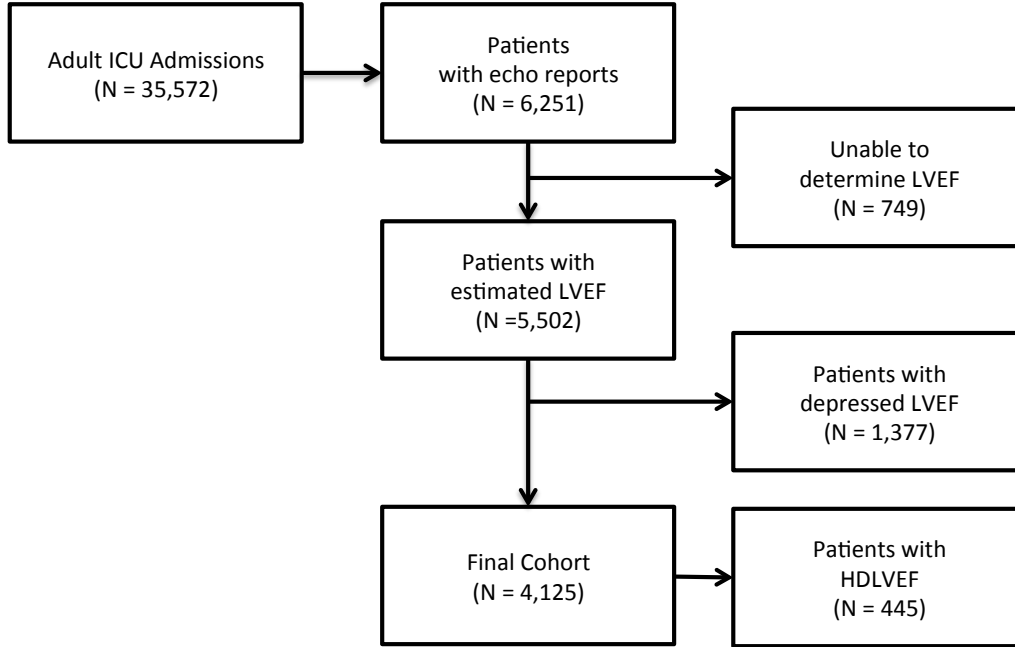 Adult ICU Admissions
(N = 35,572)
Patients
with echo reports
(N = 6,251)
Unable to
determine LVEF
(N = 749)
Patients with
estimated LVEF
(N =5,502)
Patients with
depressed LVEF
(N = 1,377)
Final Cohort
(N = 4,125)
Patients with
HDLVEF
(N = 445)